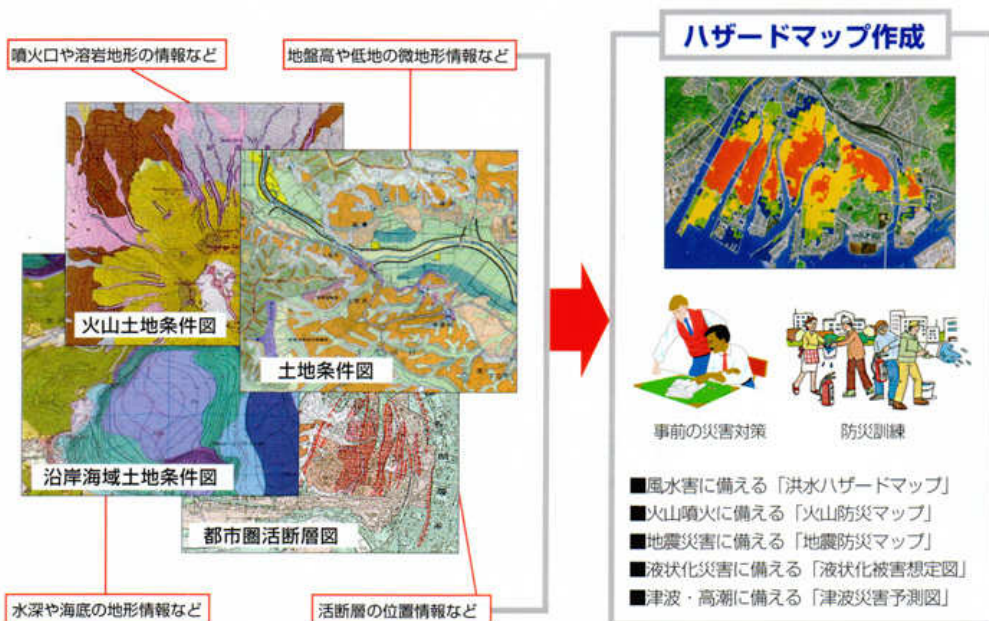 噴火口や溶岩地形の情報など
地盤高や低地の微地形情報など
火山土地条件図
土地条件図
沿岸海域土地条件図
都市圏活断層図
水深や海底の地形情報など
活断層の位置情報など
ハザードマップ作成
事前の災害対策
防災訓練
■風水害に備える「洪水ハザードマップ」
■火山噴火に備える「火山防災マップ」
■地震災害に備える「地震防災マップ」
■液状化災害に備える「液状化被害想定図」
■津波・高潮に備える「津波災害予測図」